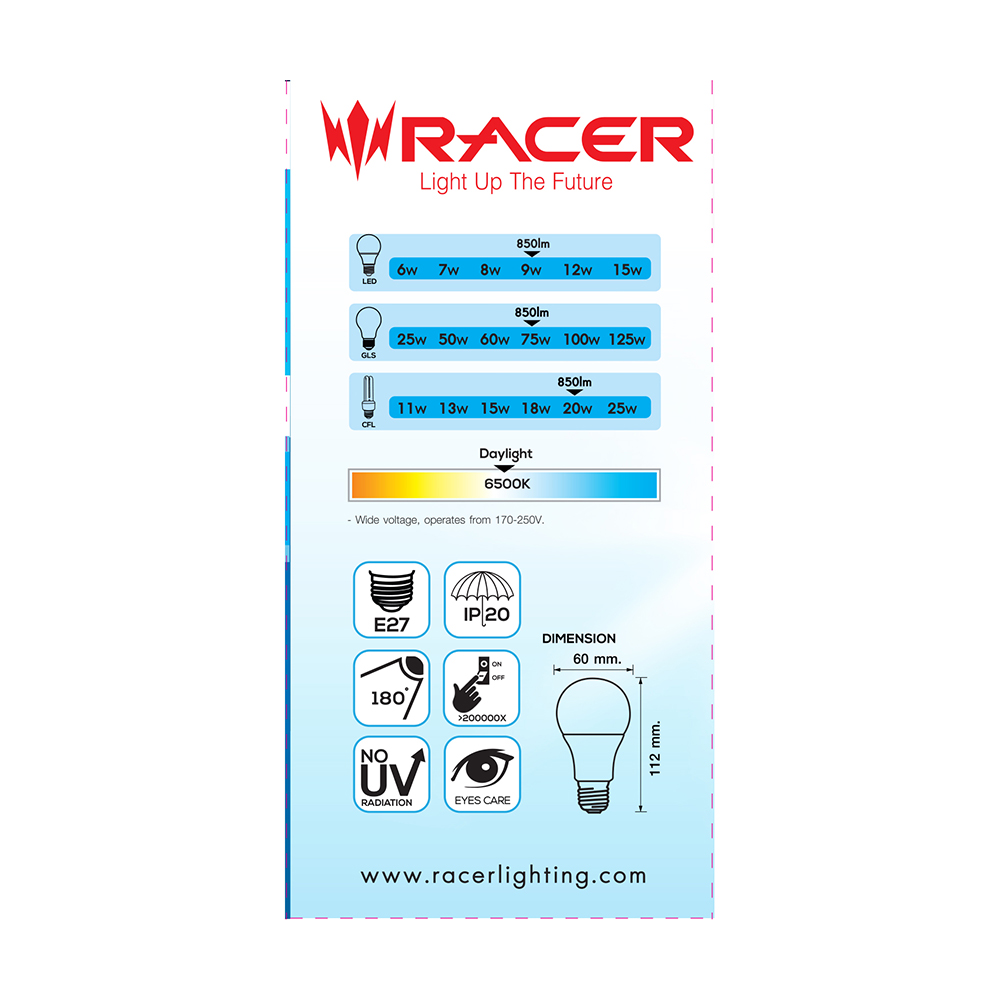 RACER
Light Up The Future
850lm
6w 7w 8w 9w 12w 15w
LED
850lm
25w 50w 60w 75w 100w 125w
GLS
850lm
11w 13w 15w 18w 20w 25w
CFL
Daylight
6500K
- Wide voltage, operates from 170-250V.
E27
IP20
180°
ON
OFF
>200000X
NO
UV
RADIATION
EYES CARE
DIMENSION
60 mm.
112 mm.
www.racerlighting.com